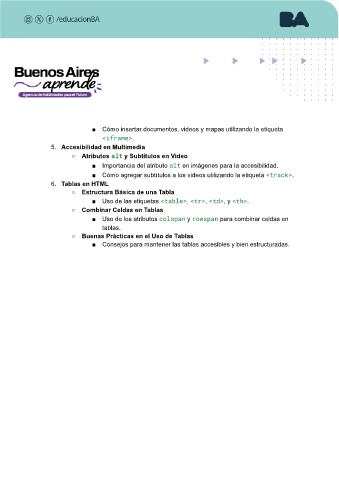 /educacionBA
BA
Buenos Aires
aprende
Agencia de Habilidades para el Futuro
■ Cómo insertar documentos, videos y mapas utilizando la etiqueta
<iframe>.
5. Accesibilidad en Multimedia
○ Atributos alt y Subtítulos en Video
■ Importancia del atributo alt en imágenes para la accesibilidad.
■ Cómo agregar subtítulos a los videos utilizando la etiqueta <track>.
6. Tablas en HTML
○ Estructura Básica de una Tabla
■ Uso de las etiquetas <table>, <tr>, <td>, y <th>.
○ Combinar Celdas en Tablas
■ Uso de los atributos colspan y rowspan para combinar celdas en
tablas.
○ Buenas Prácticas en el Uso de Tablas
■ Consejos para mantener las tablas accesibles y bien estructuradas.